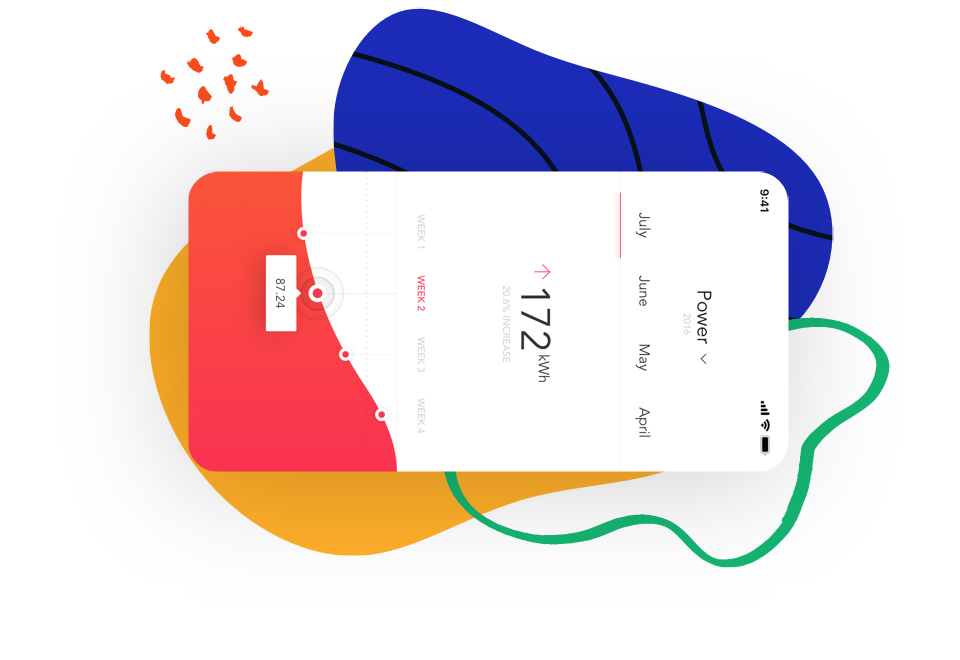 9:41
Power
2016
July June May April
172 kWh
20.6% INCREASE
WEEK 1 WEEK 2 WEEK 3 WEEK 4
87.24